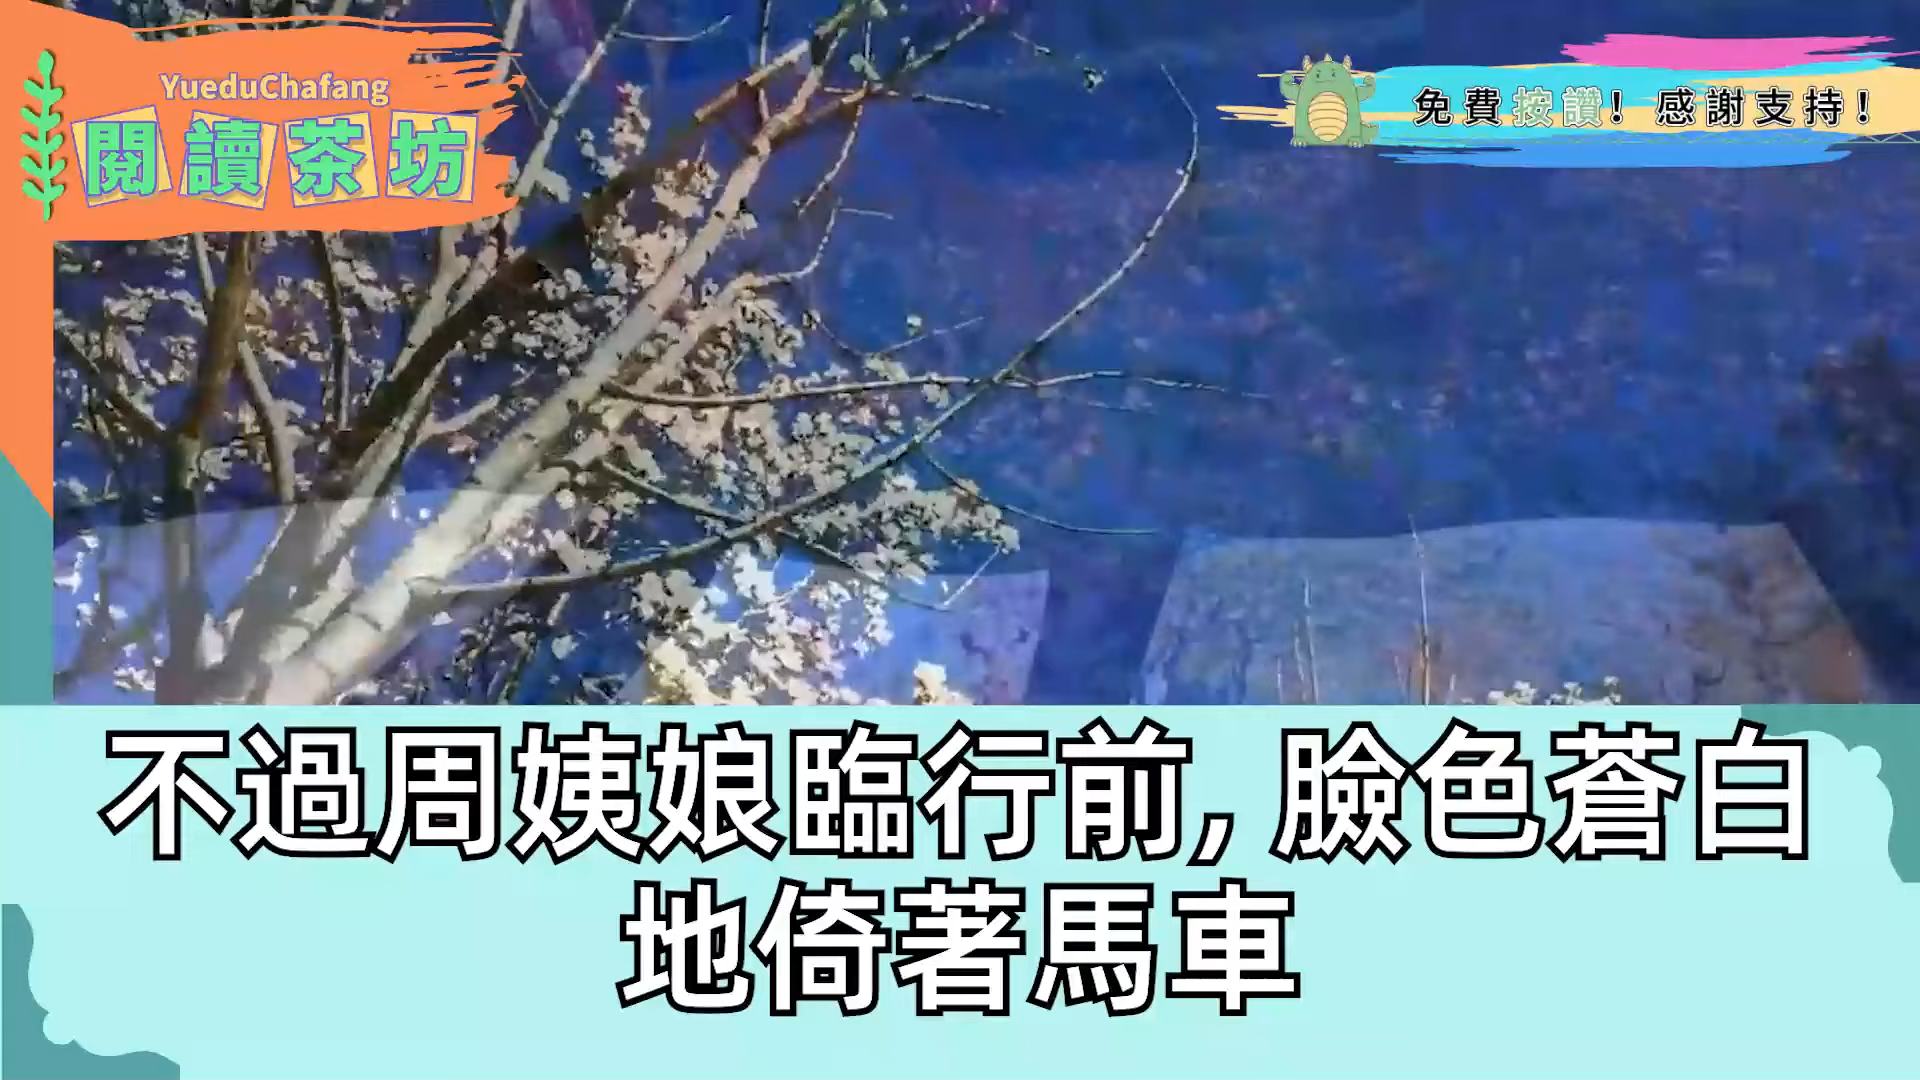 YueduChafang
閱讀茶坊
免費按讚！感謝支持！
不過周姨娘臨行前，臉色蒼白
地倚著馬車